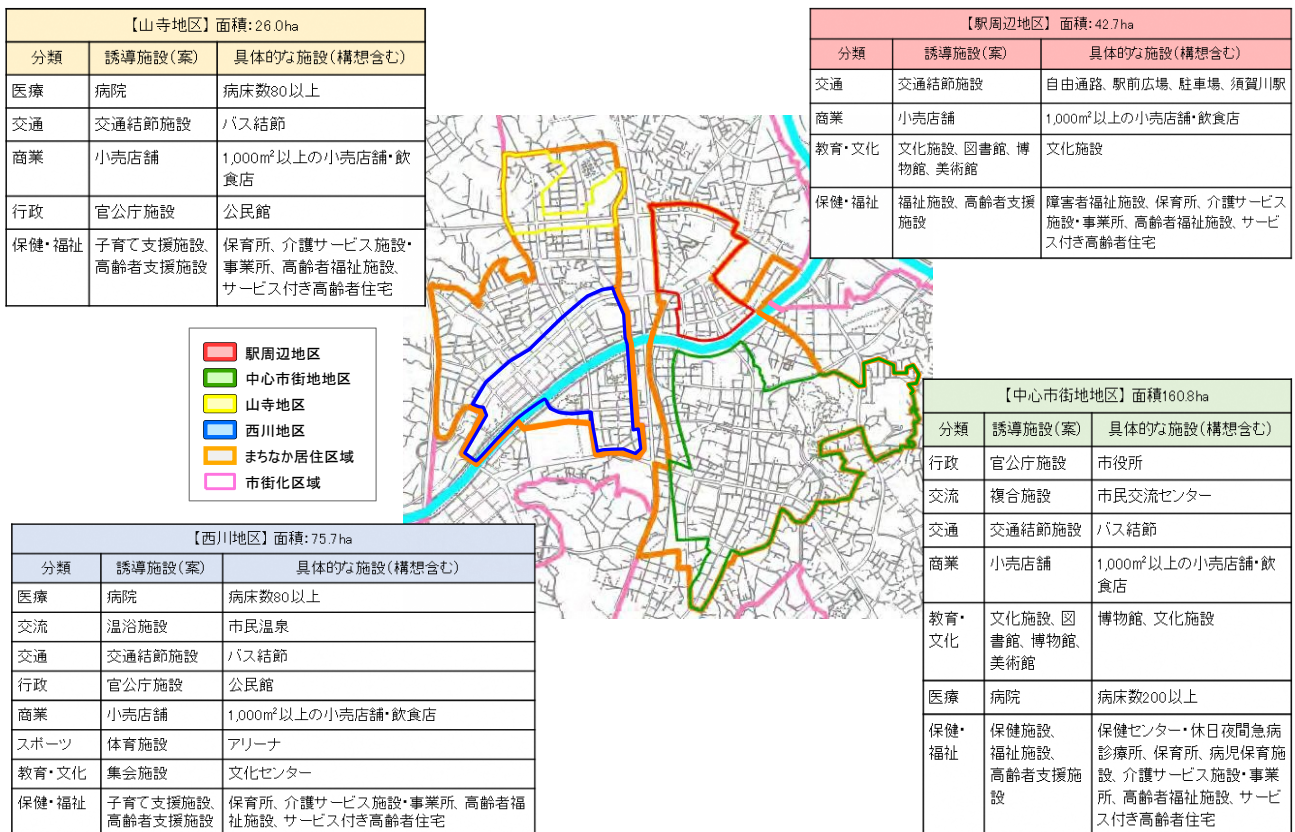 【山寺地区】 面積:26.0ha
分類 誘導施設(案) 具体的な施設(構想含む)
医療 病院 病床数80以上
交通 交通結節施設 バス結節
商業 小売店舗 1,000m²以上の小売店舗・飲
食店
行政 官公庁施設 公民館
保健・福祉 子育て支援施設、 保育所、介護サービス施設・
高齢者支援施設 事業所、高齢者福祉施設、
サービス付き高齢者住宅
【駅周辺地区】 面積:42.7ha
分類 誘導施設(案) 具体的な施設(構想含む)
交通 交通結節施設 自由通路、駅前広場、駐車場、須賀川駅
商業 小売店舗 1,000m²以上の小売店舗・飲食店
教育・文化 文化施設、図書館、博 文化施設
物館、美術館
保健・福祉 福祉施設、高齢者支援 障害者福祉施設、保育所、介護サービス
施設 施設・事業所、高齢者福祉施設、サービ
ス付き高齢者住宅
駅周辺地区
中心市街地地区
山寺地区
西川地区
まちなか居住区域
市街化区域
【中心市街地地区】 面積160.8ha
分類 誘導施設(案) 具体的な施設(構想含む)
行政 官公庁施設 市役所
交流 複合施設 市民交流センター
交通 交通結節施設 バス結節
商業 小売店舗 1,000m²以上の小売店舗・飲
食店
教育・ 文化施設、図 博物館、文化施設
文化 書館、博物館、
美術館
医療 病院 病床数200以上
保健・ 保健施設、 保健センター・休日夜間急病
福祉 福祉施設、 診療所、保育所、病児保育施
高齢者支援施 設、介護サービス施設・事業
設 所、高齢者福祉施設、サービ
ス付き高齢者住宅
【西川地区】 面積:75.7ha
分類 誘導施設(案) 具体的な施設(構想含む)
医療 病院 病床数80以上
交流 温浴施設 市民温泉
交通 交通結節施設 バス結節
行政 官公庁施設 公民館
商業 小売店舗 1,000m²以上の小売店舗・飲食店
スポーツ 体育施設 アリーナ
教育・文化 集会施設 文化センター
保健・福祉 子育て支援施設、 保育所、介護サービス施設・事業所、高齢者福
高齢者支援施設 祉施設、サービス付き高齢者住宅